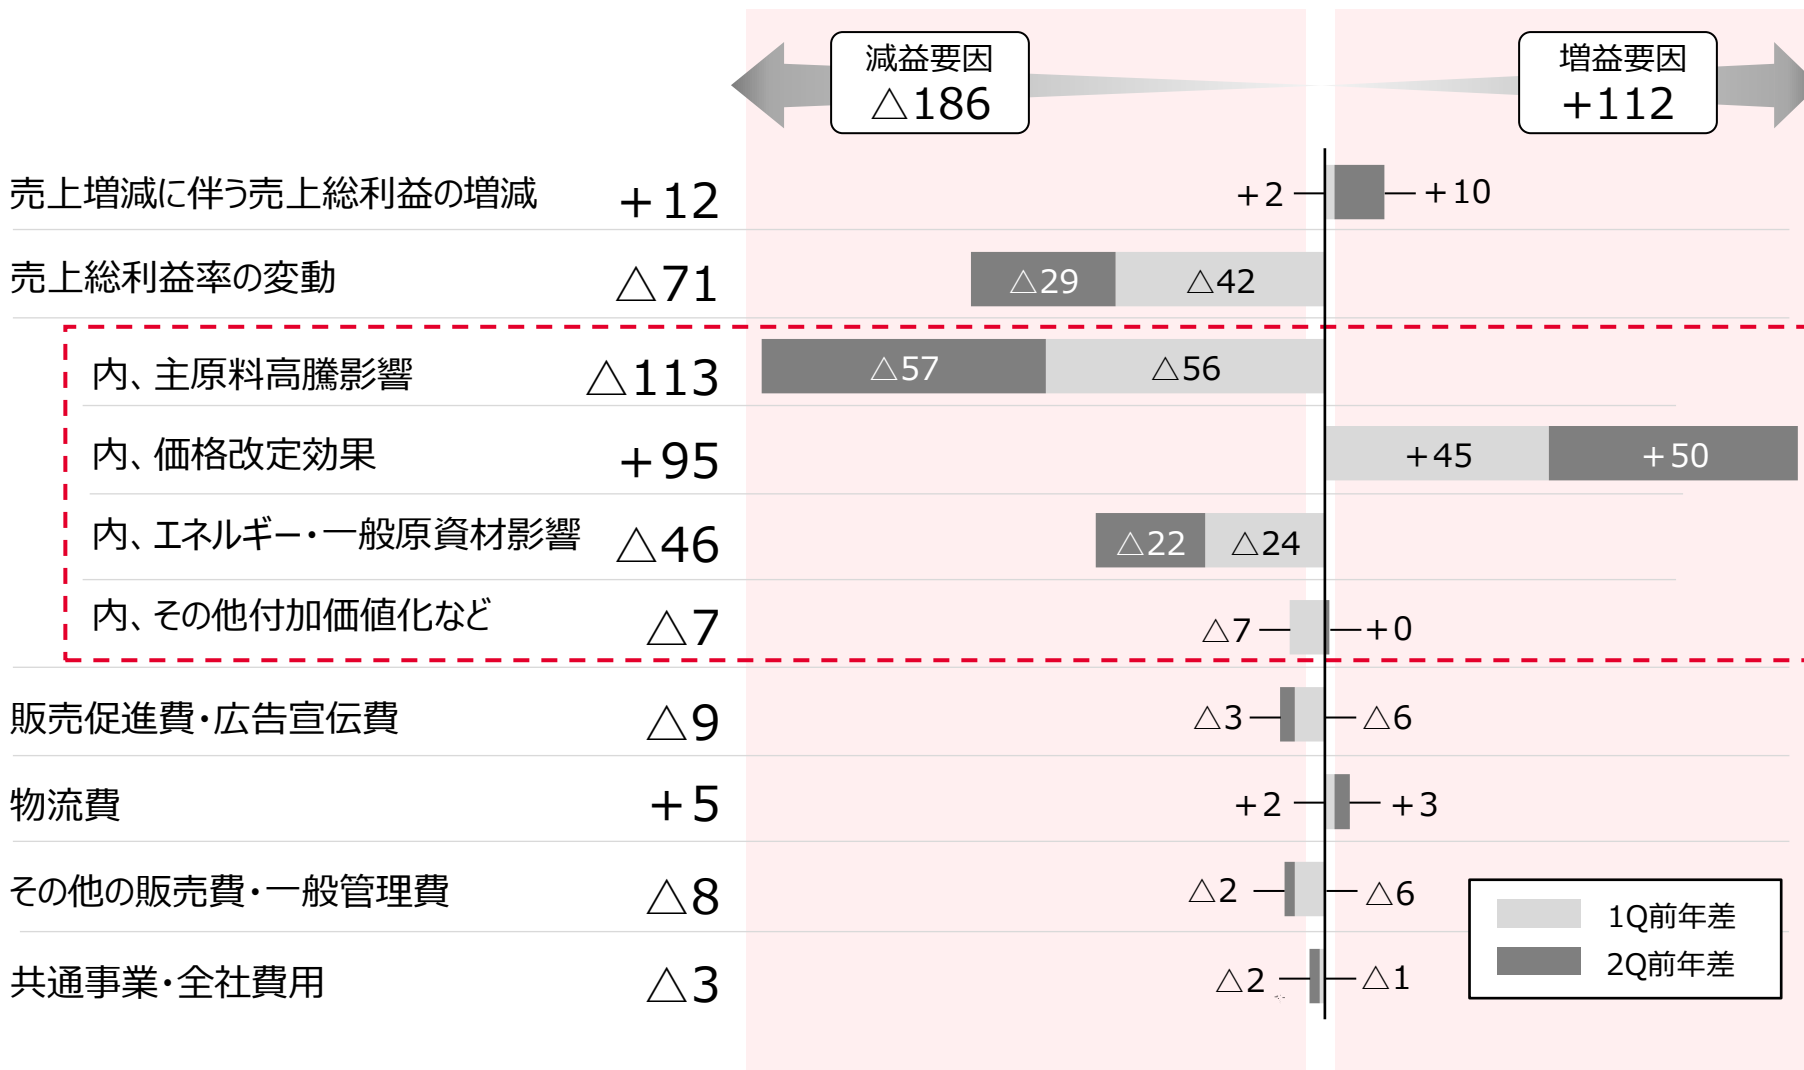 減益要因
△186
増益要因
+112
売上増減に伴う売上総利益の増減 +12 +2 +10
売上総利益率の変動 △71 △29 △42
内、主原料高騰影響 △113 △57 △56
内、価格改定効果 +95 +45 +50
内、エネルギー・一般原資材影響 △46 △22 △24
内、その他付加価値化など △7 △7 +0
販売促進費・広告宣伝費 △9 △3 △6
物流費 +5 +2 +3
その他の販売費・一般管理費 △8 △2 △6
共通事業・全社費用 △3 △2 △1
1Q前年差
2Q前年差